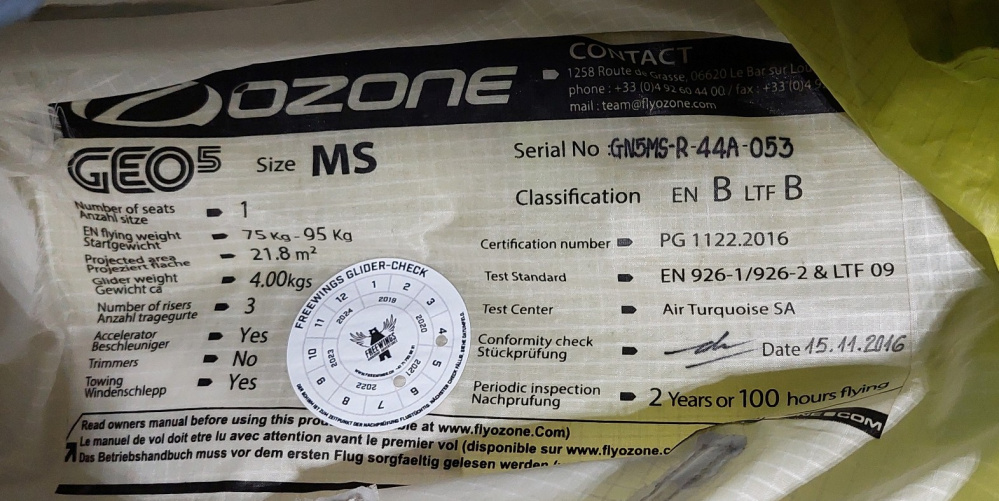 OZONE
CONTACT
1258 Route de Grasse, 06620 Le Bar sur
phone : +33 (0)4 92 60 44 00 / fax : +33 (0)4
mail : team@flyozone.com
GEO5 Size MS
Serial No :GN5MS-R-44A-053
Classification EN B LTF B
Number of seats
Anzahl sitze
1
EN flying weight
Startgewicht
75 Kg - 95 Kg
Projected area
Projeziert flache
21.8 m²
Glider weight
Gewicht ca
4.00kgs
Number of risers
Anzahl tragegurte
3
Accelerator
Beschleuniger
Yes
Trimmers
No
Towing
Windenschlepp
Yes
Certification number PG 1122.2016
Test Standard EN 926-1/926-2 & LTF 09
Test Center Air Turquoise SA
Conformity check
Stückprüfung
Date 15.11.2016
Periodic inspection
Nachprufung
2 Years or 100 hours flying
FREEWINGS GLIDER-CHECK
1 2 3 4 5 6 7 8 9 10 11 12
2019 2020 2021 2022 2023 2024
FREEWINGS
Read owners manual before using this at www.flyozone.Com)
Le manuel de vol doit etre lu avec attention avant le premier vol (disponible sur www.flyozone.c
Das Betriebshandbuch muss vor dem ersten Flug sorgfaeltig gelesen werden